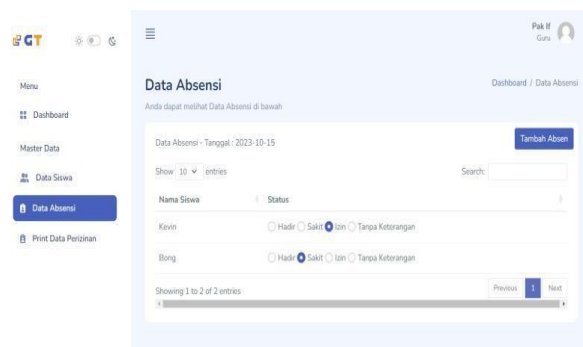 GT
Pak If
Guru
Menu
Dashboard
Master Data
Data Siswa
Data Absensi
Print Data Perizinan
Data Absensi
Dashboard / Data Absensi
Anda dapat melihat Data Absensi di bawah
Data Absensi - Tanggal : 2023-10-15
Tambah Absen
Show 10 entries
Search:
Nama Siswa Status
Kevin Hadir Sakit Izin Tanpa Keterangan
Bong Hadir Sakit Izin Tanpa Keterangan
Showing 1 to 2 of 2 entries
Previous 1 Next